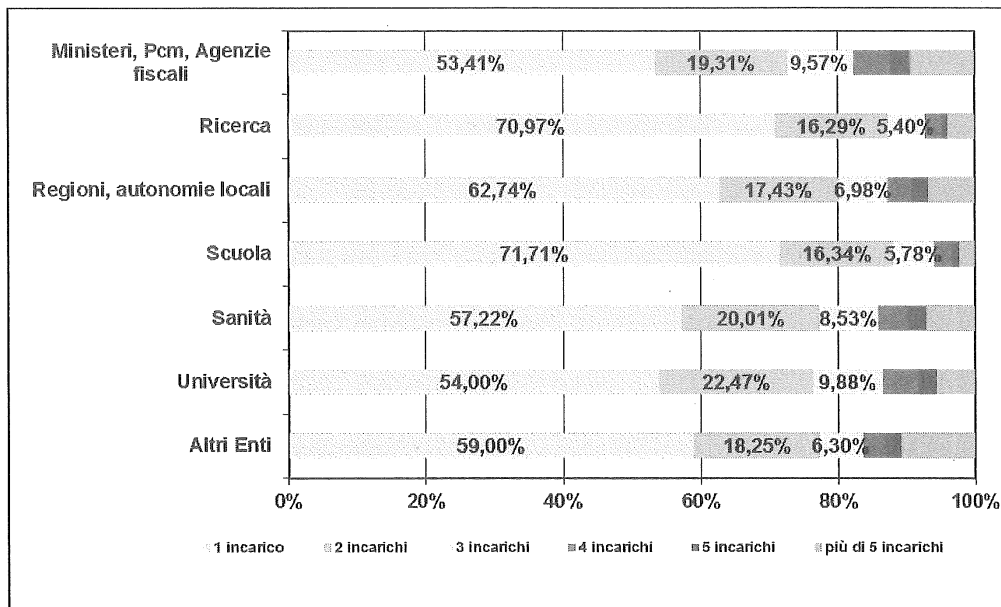 Ministeri, Pcm, Agenzie
fiscali
53,41% 19,31% 9,57%
Ricerca
70,97% 16,29% 5,40%
Regioni, autonomie locali
62,74% 17,43% 6,98%
Scuola
71,71% 16,34% 5,78%
Sanità
57,22% 20,01% 8,53%
Università
54,00% 22,47% 9,88%
Altri Enti
59,00% 18,25% 6,30%
0% 20% 40% 60% 80% 100%
1 incarico 2 incarichi 3 incarichi 4 incarichi 5 incarichi più di 5 incarichi